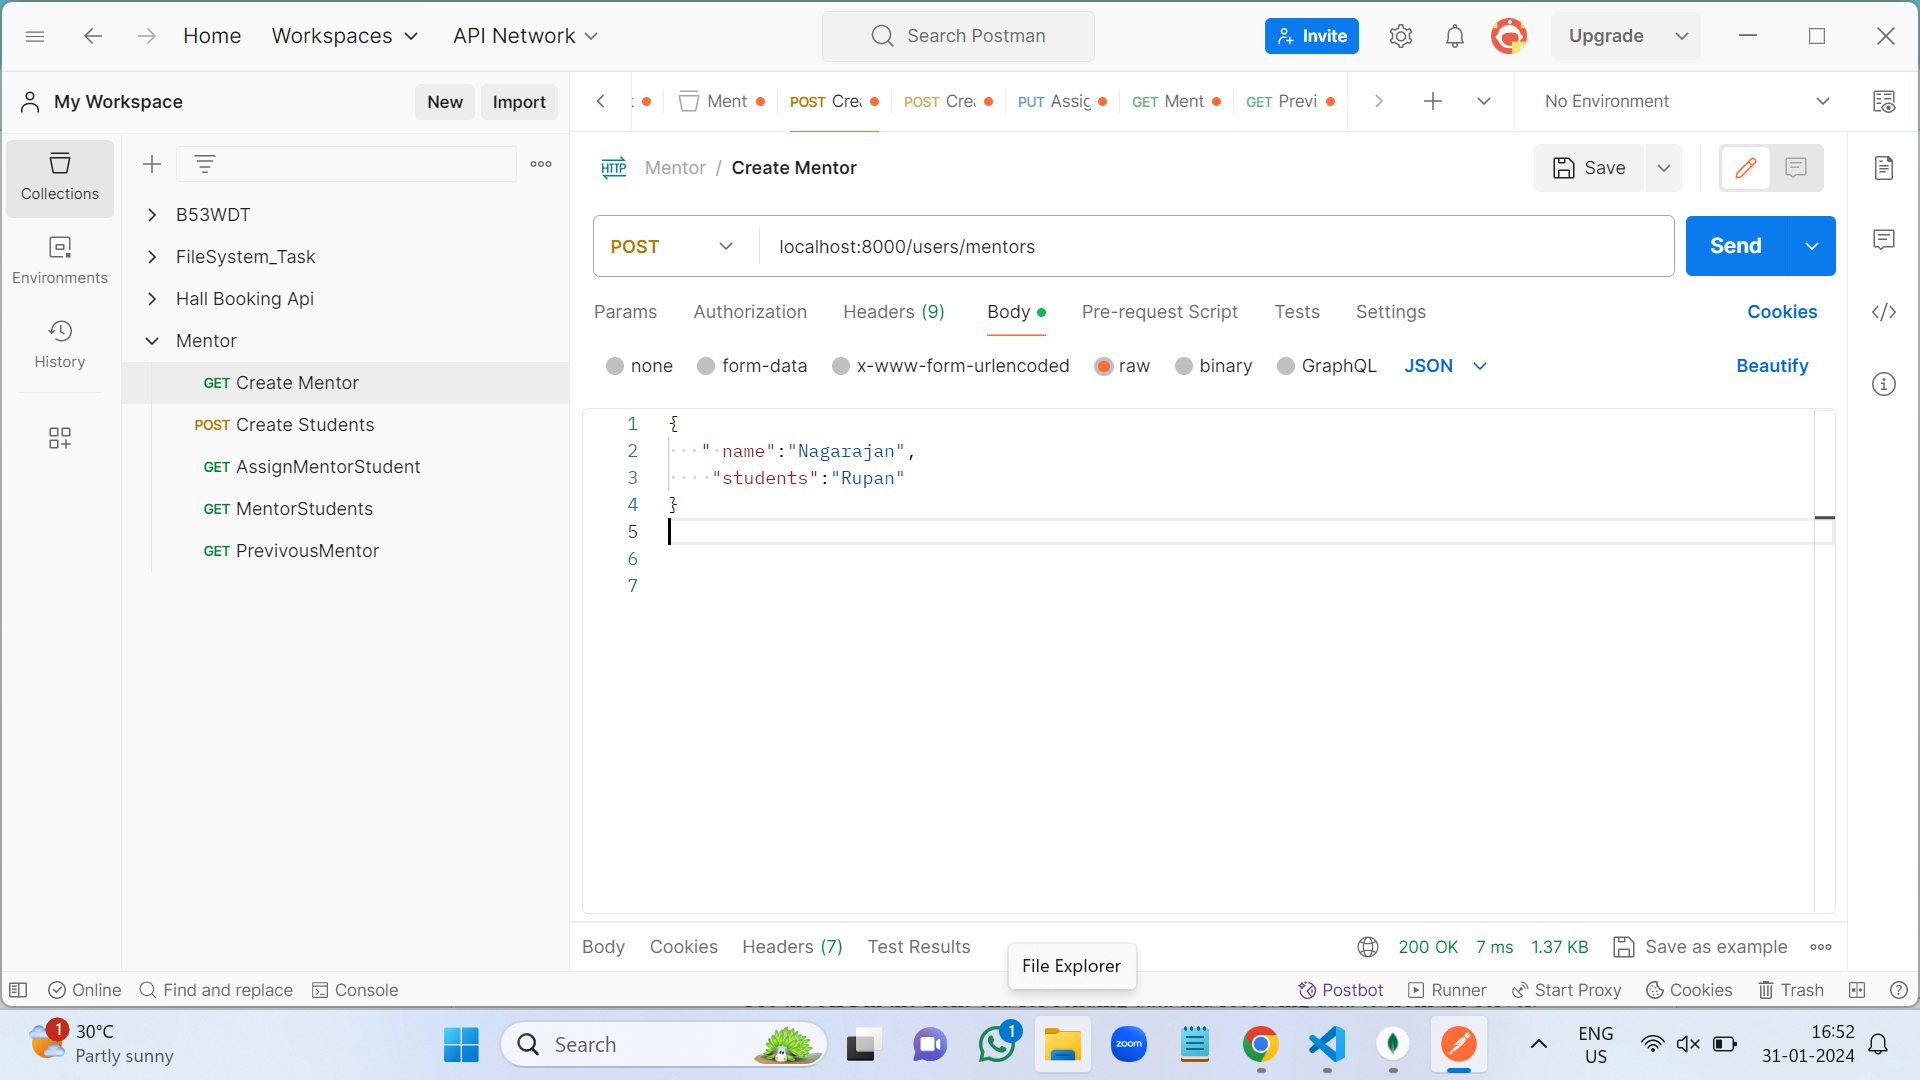 Home Workspaces API Network Search Postman Invite Upgrade
My Workspace New Import Ment POST Crea POST Crea PUT Assig GET Ment GET Previ No Environment
Collections
Environments
History
B53WDT
FileSystem_Task
Hall Booking Api
Mentor
GET Create Mentor
POST Create Students
GET AssignMentorStudent
GET MentorStudents
GET PrevivousMentor
HTTP Mentor / Create Mentor Save
POST localhost:8000/users/mentors Send
Params Authorization Headers (9) Body Pre-request Script Tests Settings Cookies
none form-data x-www-form-urlencoded raw binary GraphQL JSON Beautify
1 {
2 " name":"Nagarajan",
3 "students":"Rupan"
4 }
5
6
7
Body Cookies Headers (7) Test Results 200 OK 7 ms 1.37 KB Save as example
File Explorer
Online Find and replace Console Postbot Runner Start Proxy Cookies Trash
1 30°C
Partly sunny
Search
1
zoom
ENG
US
16:52
31-01-2024